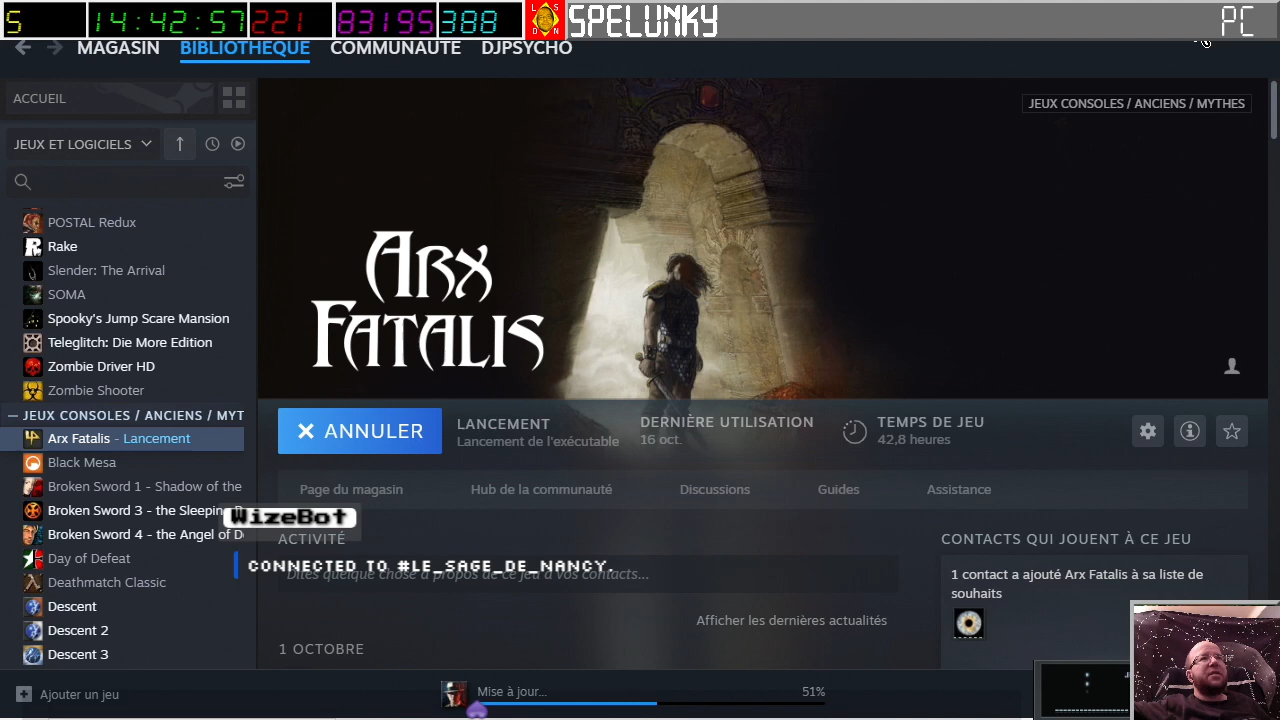 5 14:42:57 221 83195 388 SPELUNKY PC
MAGASIN BIBLIOTHÈQUE COMMUNAUTÉ DJPSYCHO
ACCUEIL
JEUX CONSOLES / ANCIENS / MYTHES
JEUX ET LOGICIELS
POSTAL Redux
Rake
Slender: The Arrival
SOMA
Spooky's Jump Scare Mansion
Teleglitch: Die More Edition
Zombie Driver HD
Zombie Shooter
JEUX CONSOLES / ANCIENS / MYT
Arx Fatalis - Lancement
Black Mesa
Broken Sword 1 - Shadow of the
Broken Sword 3 - the Sleepin
Broken Sword 4 - the Angel of D
Day of Defeat
Deathmatch Classic
Descent
Descent 2
Descent 3
Ajouter un jeu
ARX
FATALIS
ANNULER
LANCEMENT
Lancement de l'exécutable
DERNIÈRE UTILISATION
16 oct.
TEMPS DE JEU
42,8 heures
Page du magasin Hub de la communauté Discussions Guides Assistance
WizeBot
CONNECTED TO #LE_SAGE_DE_NANCY.
ACTIVITÉ
Dites quelque chose à propos de ce jeu à vos contacts...
Afficher les dernières actualités
1 OCTOBRE
CONTACTS QUI JOUENT À CE JEU
1 contact a ajouté Arx Fatalis à sa liste de
souhaits
Mise à jour... 51%